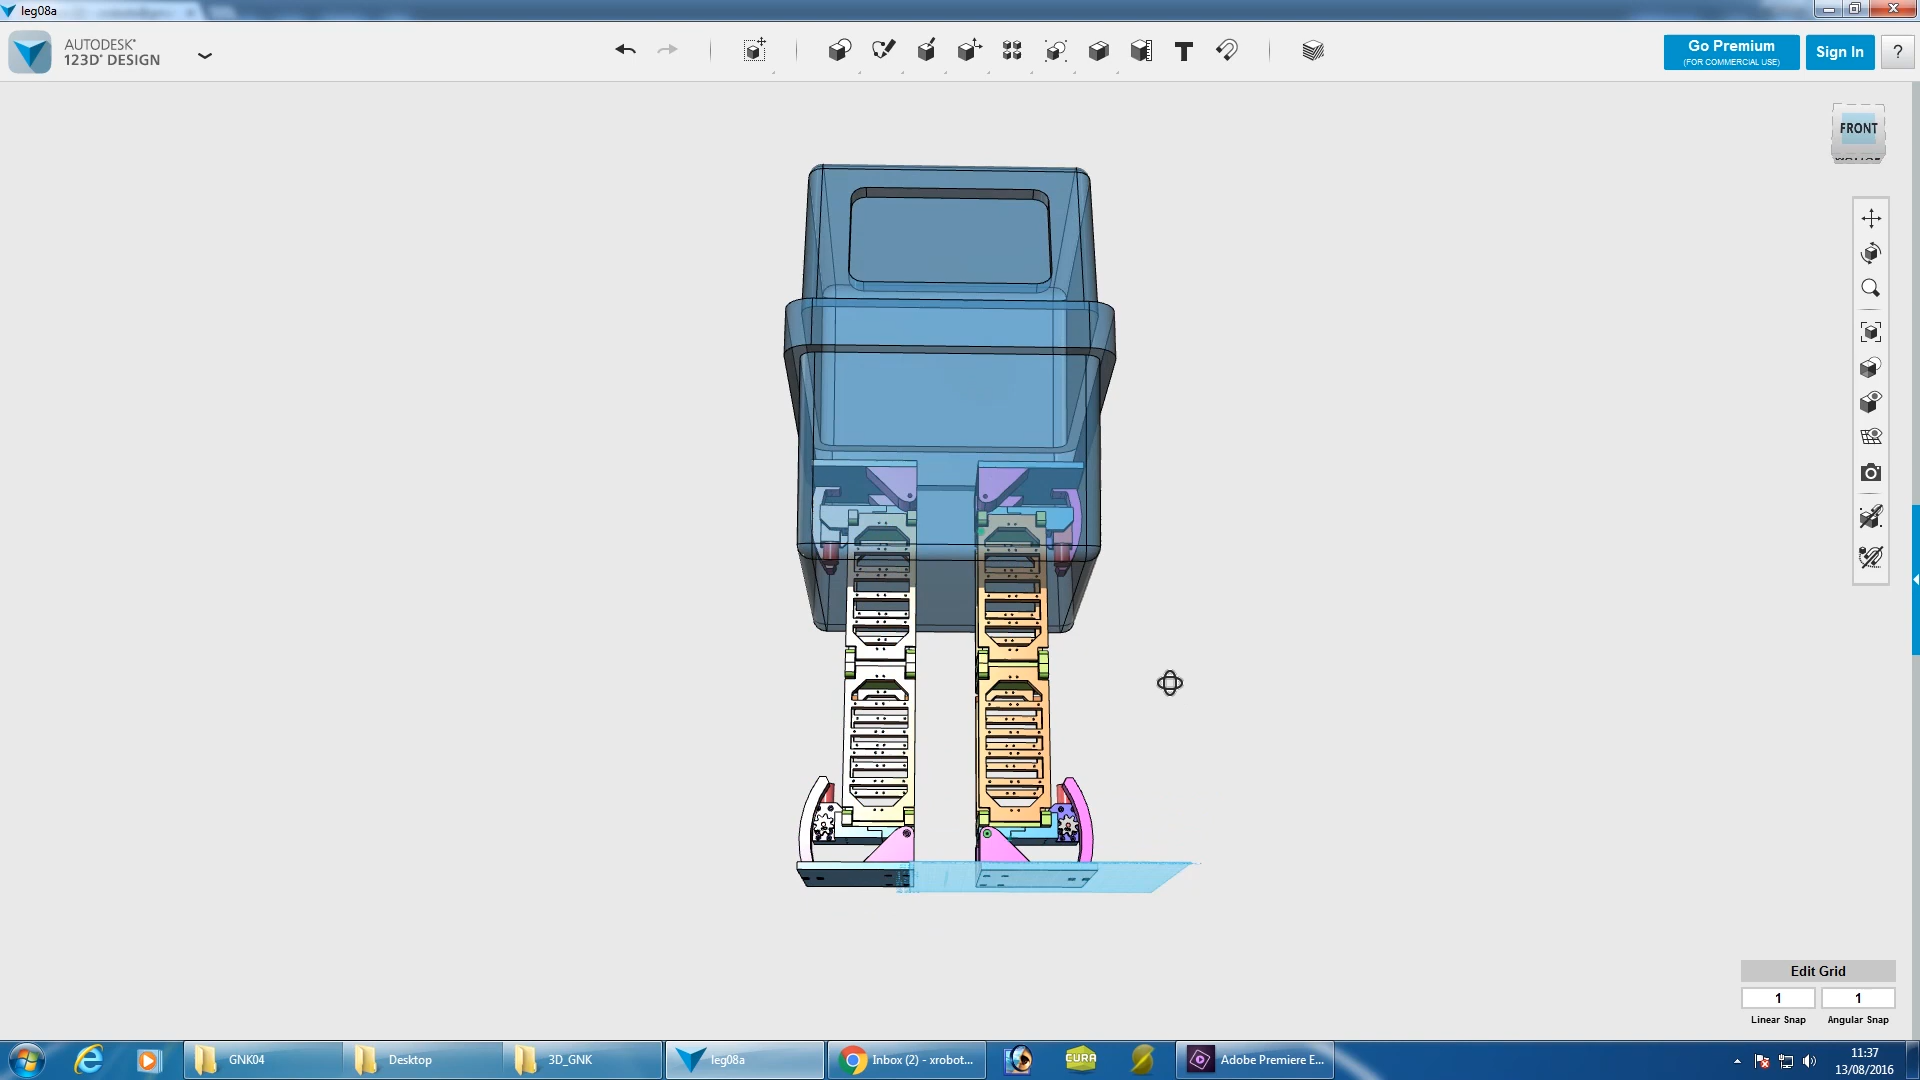 leg08a
AUTODESK®
123D® DESIGN
T
Go Premium
(FOR COMMERCIAL USE)
Sign In
?
FRONT
Edit Grid
1
1
Linear Snap
Angular Snap
GNK04
Desktop
3D_GNK
leg08a
Inbox (2) - xrobot...
CURA
Adobe Premiere E...
11:37
13/08/2016